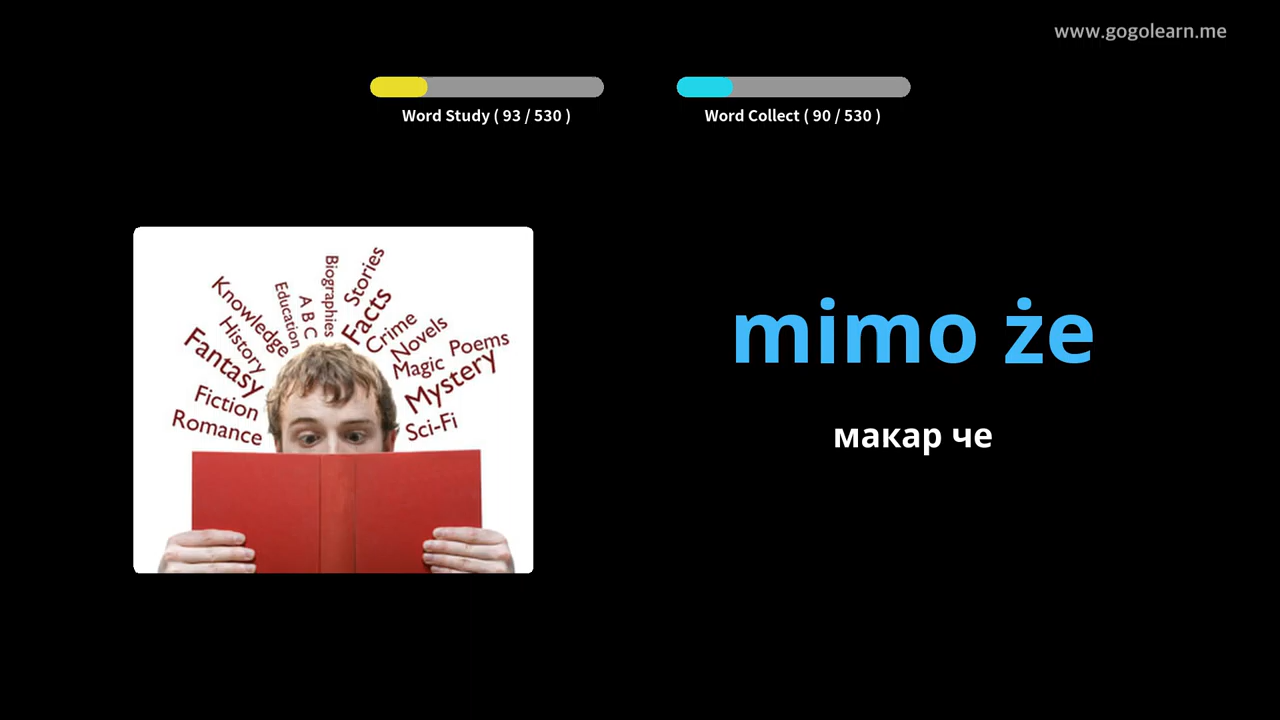 www.gogolearn.me
Word Study ( 93 / 530 )
Word Collect ( 90 / 530 )
Stories
Biographies
Facts
A B C
Education
Knowledge
Crime
History
Novels
Fantasy
Poems
Magic
Mystery
Fiction
Romance
Sci-Fi
mimo że
макар че